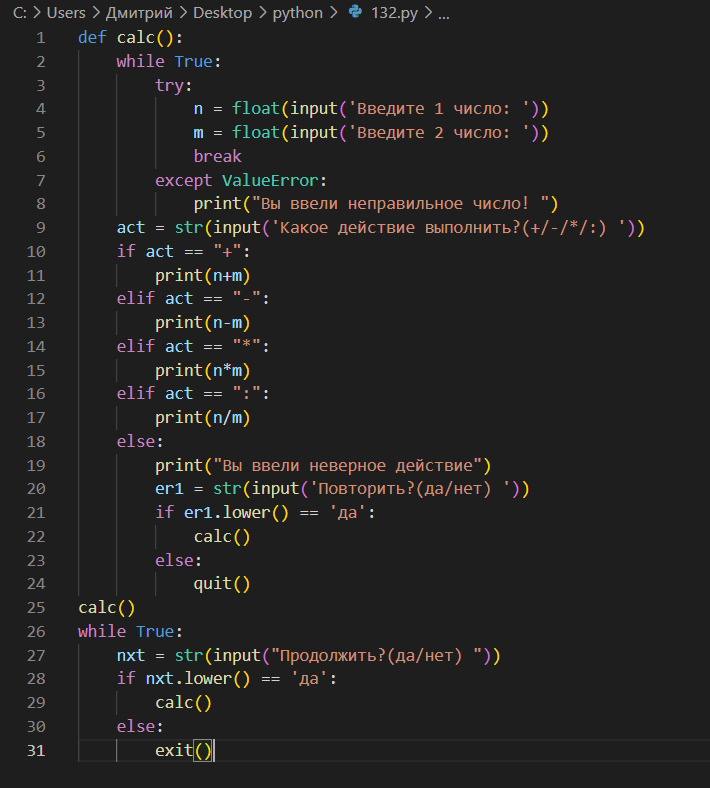 C: > Users > Дмитрий > Desktop > python > 132.py > ...
1 def calc():
2     while True:
3         try:
4             n = float(input('Введите 1 число: '))
5             m = float(input('Введите 2 число: '))
6             break
7         except ValueError:
8             print("Вы ввели неправильное число! ")
9     act = str(input('Какое действие выполнить?(+/-/*/:) '))
10     if act == "+":
11         print(n+m)
12     elif act == "-":
13         print(n-m)
14     elif act == "*":
15         print(n*m)
16     elif act == ":":
17         print(n/m)
18     else:
19         print("Вы ввели неверное действие")
20         er1 = str(input('Повторить?(да/нет) '))
21         if er1.lower() == 'да':
22             calc()
23         else:
24             quit()
25 calc()
26 while True:
27     nxt = str(input("Продолжить?(да/нет) "))
28     if nxt.lower() == 'да':
29         calc()
30     else:
31         exit()